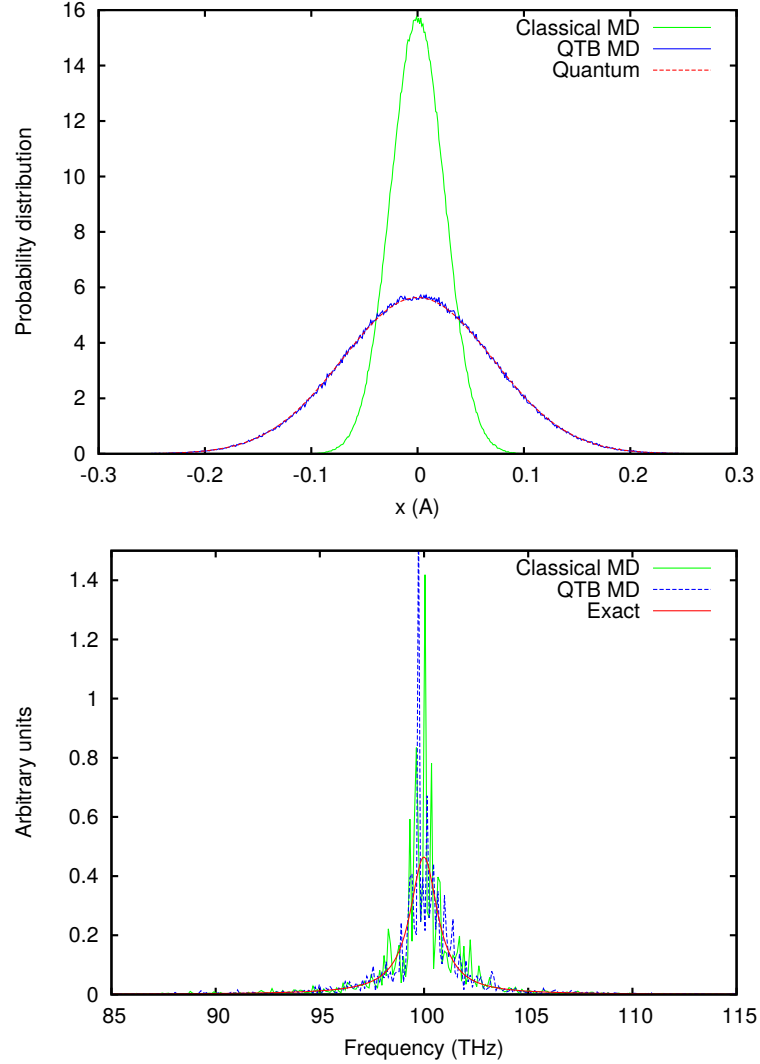 Classical MD
QTB MD
Quantum
Probability distribution
16
14
12
10
8
6
4
2
0
-0.3 -0.2 -0.1 0 0.1 0.2 0.3
x (A)
Classical MD
QTB MD
Exact
Arbitrary units
1.4
1.2
1
0.8
0.6
0.4
0.2
0
85 90 95 100 105 110 115
Frequency (THz)